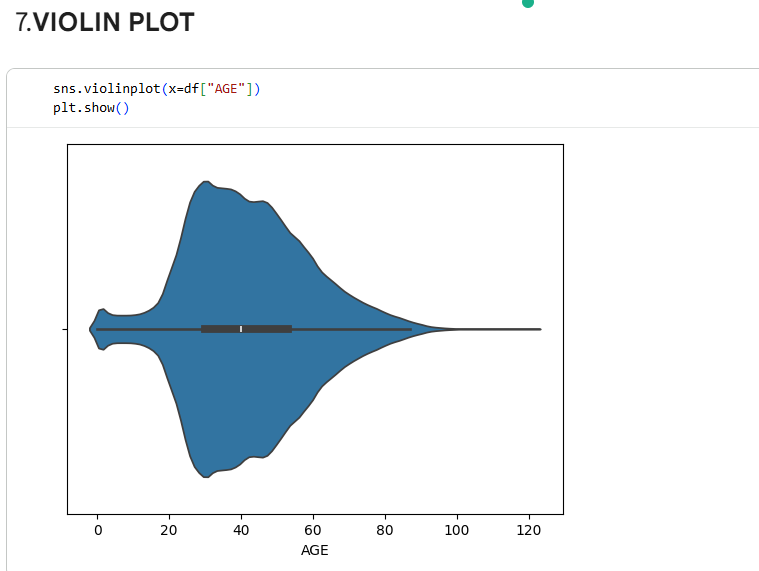 7.VIOLIN PLOT
sns.violinplot(x=df["AGE"])
plt.show()
0 20 40 60 80 100 120
AGE